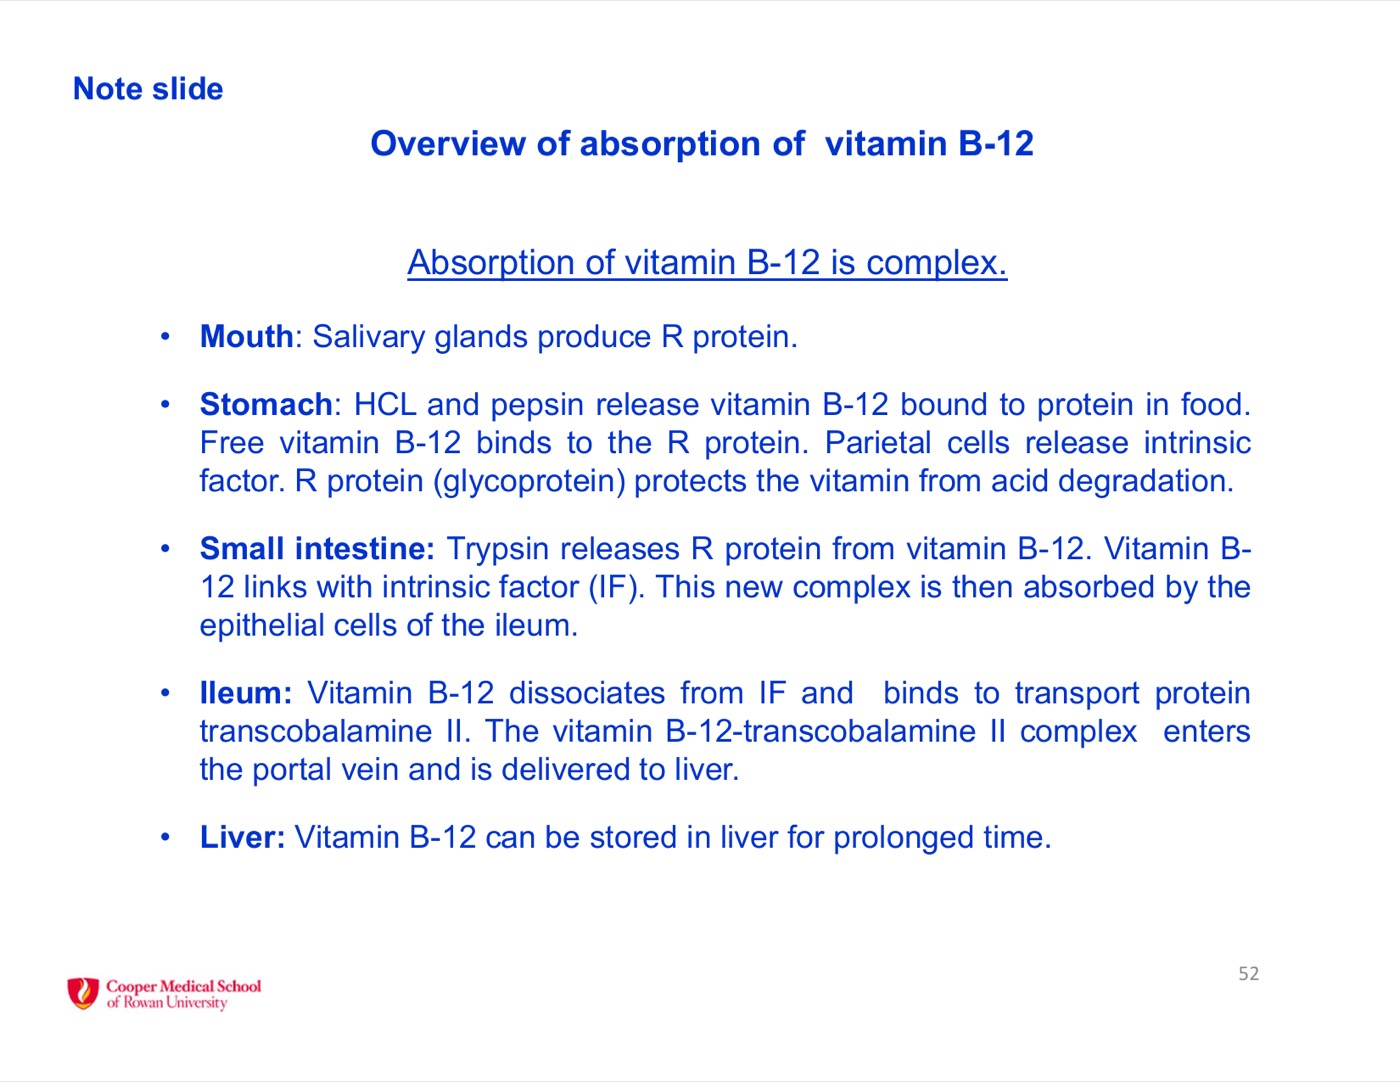 Note slide
Overview of absorption of  vitamin B-12
Absorption of vitamin B-12 is complex.
• Mouth: Salivary glands produce R protein.
• Stomach: HCL and pepsin release vitamin B-12 bound to protein in food.
Free vitamin B-12 binds to the R protein. Parietal cells release intrinsic
factor. R protein (glycoprotein) protects the vitamin from acid degradation.
• Small intestine: Trypsin releases R protein from vitamin B-12. Vitamin B-
12 links with intrinsic factor (IF). This new complex is then absorbed by the
epithelial cells of the ileum.
• Ileum: Vitamin B-12 dissociates from IF and  binds to transport protein
transcobalamine II. The vitamin B-12-transcobalamine II complex  enters
the portal vein and is delivered to liver.
• Liver: Vitamin B-12 can be stored in liver for prolonged time.
52
Cooper Medical School
of Rowan University